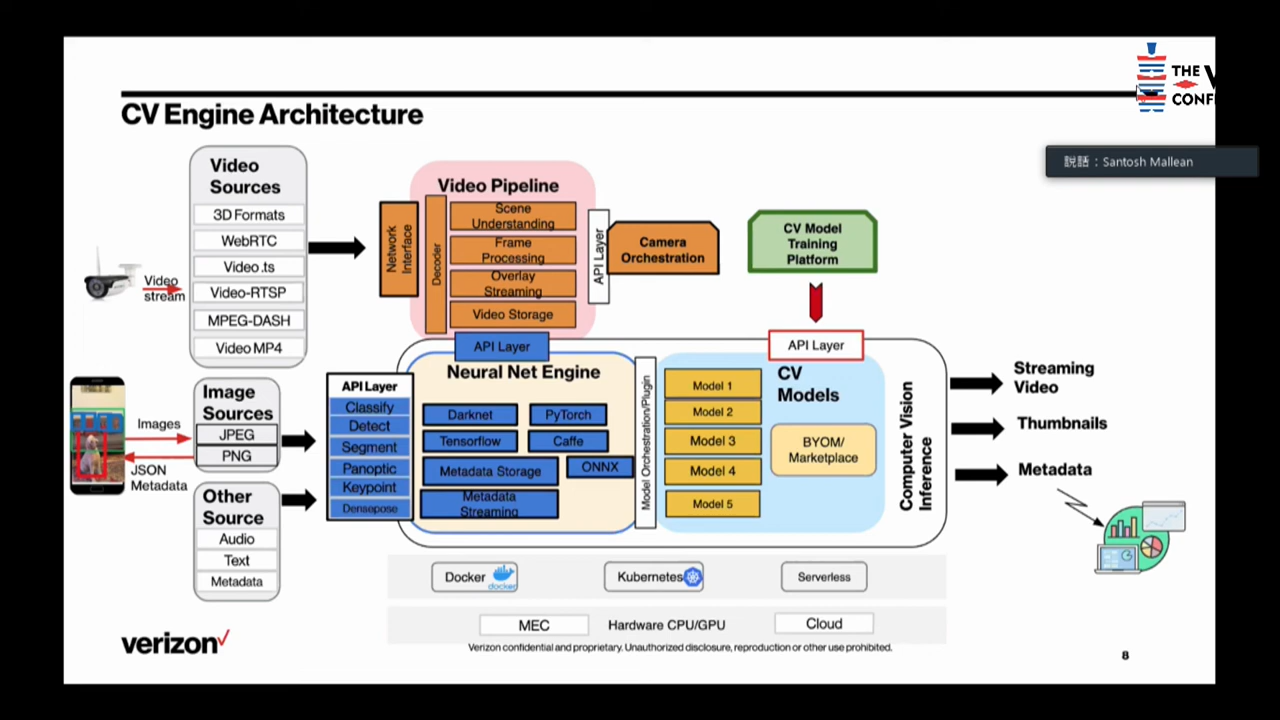 THE V
CONF
CV Engine Architecture
説話：Santosh Mallean
Video
Sources
3D Formats
WebRTC
Video.ts
Video-RTSP
MPEG-DASH
Video MP4
Video
stream
Network
Interface
Video Pipeline
Decoder
Scene
Understanding
Frame
Processing
Overlay
Streaming
Video Storage
API Layer
Camera
Orchestration
CV Model
Training
Platform
Image
Sources
JPEG
PNG
Images
JSON
Metadata
Other
Source
Audio
Text
Metadata
API Layer
Classify
Detect
Segment
Panoptic
Keypoint
Densepose
API Layer
Neural Net Engine
Darknet
PyTorch
Tensorflow
Caffe
Metadata Storage
ONNX
Metadata
Streaming
Model Orchestration/Plugin
API Layer
CV
Models
Model 1
Model 2
Model 3
Model 4
Model 5
BYOM/
Marketplace
Computer Vision
Inference
Streaming
Video
Thumbnails
Metadata
Docker
docker
Kubernetes
Serverless
MEC
Hardware CPU/GPU
Cloud
verizon
Verizon confidential and proprietary. Unauthorized disclosure, reproduction or other use prohibited.
8